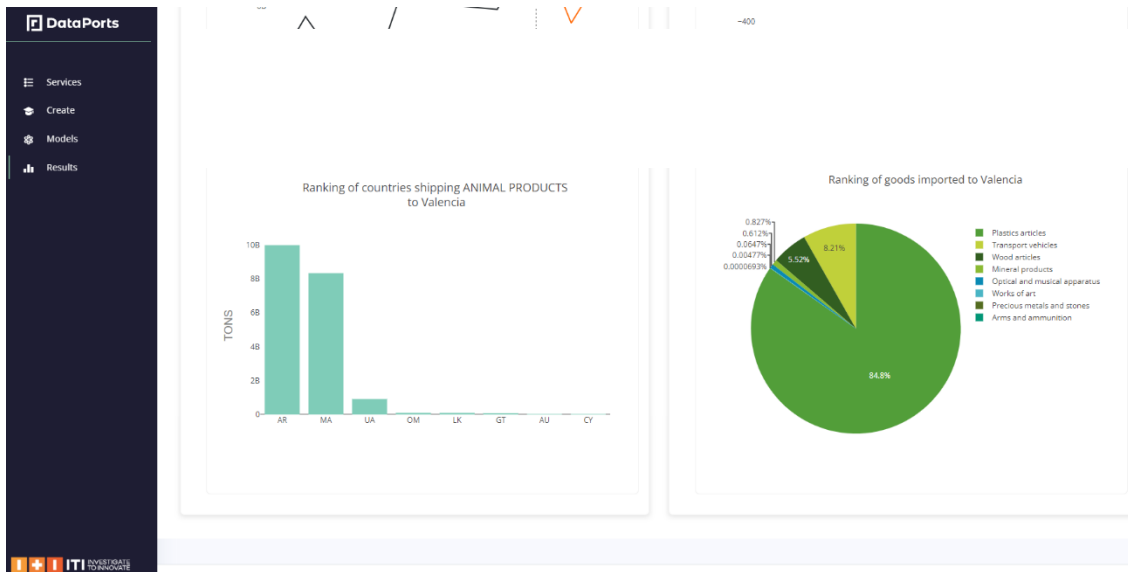 DataPorts
Services
Create
Models
Results
−400
Ranking of countries shipping ANIMAL PRODUCTS
to Valencia
10B
8B
6B
4B
2B
0
TONS
AR
MA
UA
OM
LK
GT
AU
CY
Ranking of goods imported to Valencia
0.827%
0.612%
0.0647%
0.00477%
0.0000693%
5.52%
8.21%
84.8%
Plastics articles
Transport vehicles
Wood articles
Mineral products
Optical and musical apparatus
Works of art
Precious metals and stones
Arms and ammunition
I+I ITI INVESTIGATE
TO INNOVATE